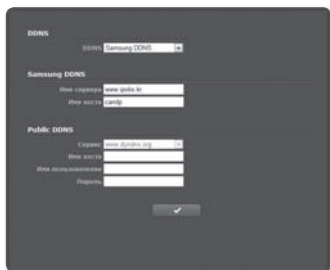 DDNS
DDNS Samsung DDNS
Samsung DDNS
Имя сервера www.ipolis.kr
Имя хоста camdp
Public DDNS
Сервис www.dyndns.org
Имя хоста
Имя пользователя
Пароль